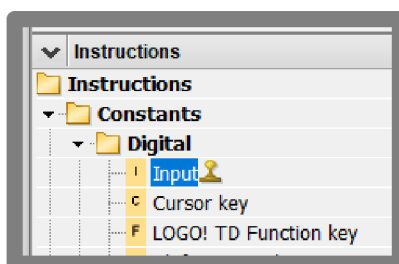 Instructions
Instructions
Constants
Digital
I Input
C Cursor key
F LOGO! TD Function key